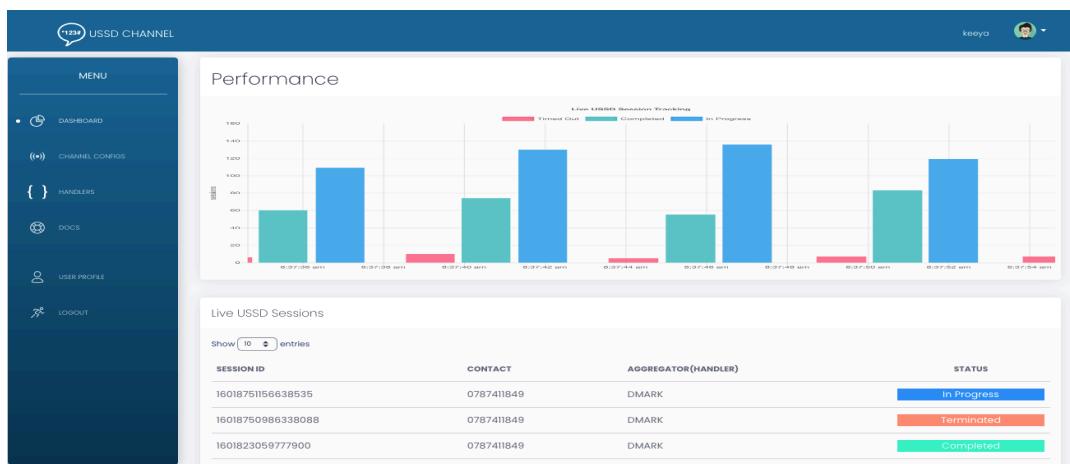 *123# USSD CHANNEL
keeya
MENU
DASHBOARD
CHANNEL CONFIGS
HANDLERS
DOCS
USER PROFILE
LOGOUT
Performance
Live USSD Session Tracking
Timed Out Completed In Progress
sessions
160
140
120
100
80
60
40
20
0
8:37:36 am 8:37:38 am 8:37:40 am 8:37:42 am 8:37:44 am 8:37:46 am 8:37:48 am 8:37:50 am 8:37:52 am 8:37:54 am
Live USSD Sessions
Show 10 entries
SESSION ID CONTACT AGGREGATOR(HANDLER) STATUS
16018751156638535 0787411849 DMARK In Progress
16018750986338088 0787411849 DMARK Terminated
1601823059777900 0787411849 DMARK Completed